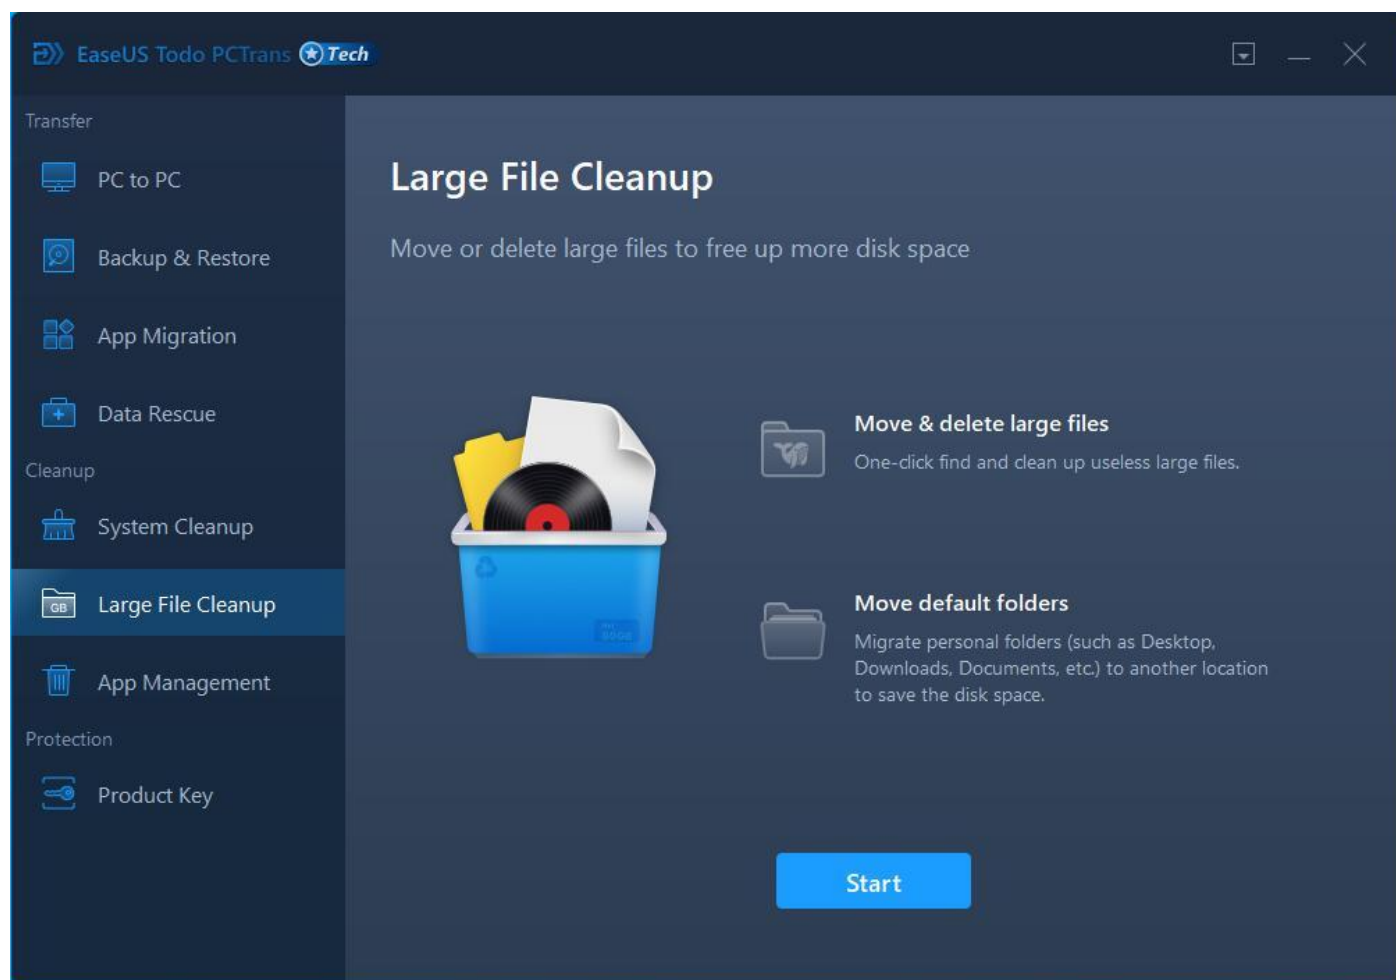 EaseUS Todo PCTrans Tech
Transfer
PC to PC
Backup & Restore
App Migration
Data Rescue
Cleanup
System Cleanup
GB
Large File Cleanup
App Management
Protection
Product Key
Large File Cleanup
Move or delete large files to free up more disk space
Move & delete large files
One-click find and clean up useless large files.
Move default folders
Migrate personal folders (such as Desktop,
Downloads, Documents, etc.) to another location
to save the disk space.
Start